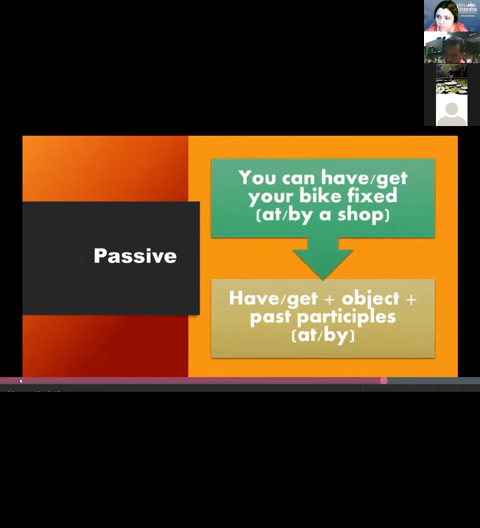 Passive
You can have/get
your bike fixed
(at/by a shop)
Have/get + object +
past participles
(at/by)